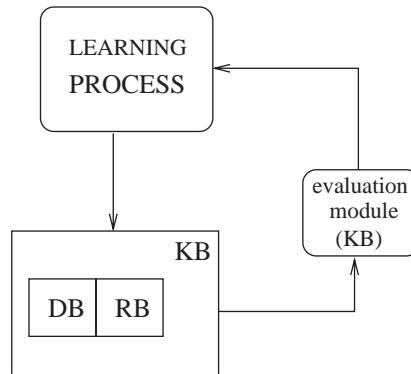 LEARNING
PROCESS
evaluation
module
(KB)
KB
DB RB